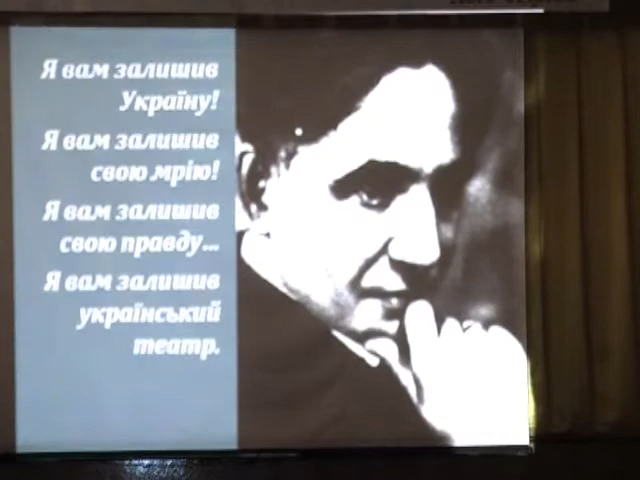 Я вам залишив
Україну!
Я вам залишив
свою мрію!
Я вам залишив
свою правду...
Я вам залишив
український
театр.